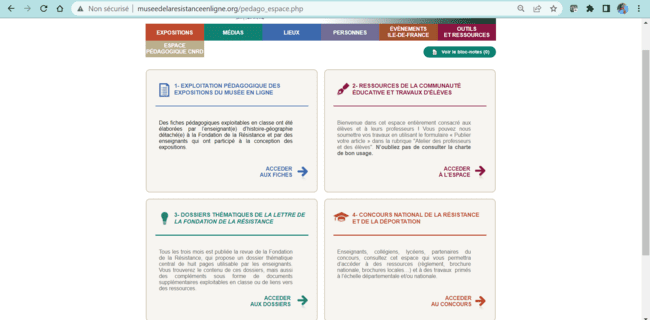 Non sécurisé | museedelaresistanceenligne.org/pedago_espace.php
EXPOSITIONS
MÉDIAS
LIEUX
PERSONNES
ÉVÉNEMENTS
ILE-DE-FRANCE
OUTILS
ET RESSOURCES
ESPACE
PÉDAGOGIQUE CNRD
Voir le bloc-notes (0)
1- EXPLOITATION PÉDAGOGIQUE DES
EXPOSITIONS DU MUSÉE EN LIGNE
Des fiches pédagogiques exploitables en classe ont été
élaborées par l'enseignant(e) d'histoire-géographie
détaché(e) à la Fondation de la Résistance et par des
enseignants qui ont participé à la conception des
expositions.
ACCEDER
AUX FICHES
2- RESSOURCES DE LA COMMUNAUTÉ
ÉDUCATIVE ET TRAVAUX D'ÉLÈVES
Bienvenue dans cet espace entièrement consacré aux
élèves et à leurs professeurs ! Vous pouvez nous
soumettre vos travaux en utilisant le formulaire « Publier
votre article » dans la rubrique "Atelier des professeurs
et des élèves". N'oubliez pas de consulter la charte
de bon usage.
ACCEDER
À L'ESPACE
3- DOSSIERS THÉMATIQUES DE LA LETTRE DE
LA FONDATION DE LA RÉSISTANCE
Tous les trois mois est publiée la revue de la Fondation
de la Résistance, qui propose un dossier thématique
central de huit pages utilisable par les enseignants.
Vous trouverez le contenu de ces dossiers, mais aussi
des compléments sous forme de documents
supplémentaires exploitables en classe ou de liens vers
des ressources.
ACCEDER
AUX DOSSIERS
4- CONCOURS NATIONAL DE LA RÉSISTANCE
ET DE LA DÉPORTATION
Enseignants, collégiens, lycéens, partenaires du
concours, consultez cet espace qui vous permettra
d'accéder à des ressources (règlement, brochure
nationale, brochures locales...) et à des travaux primés
à l'échelle départementale et/ou nationale.
ACCEDER
AU CONCOURS